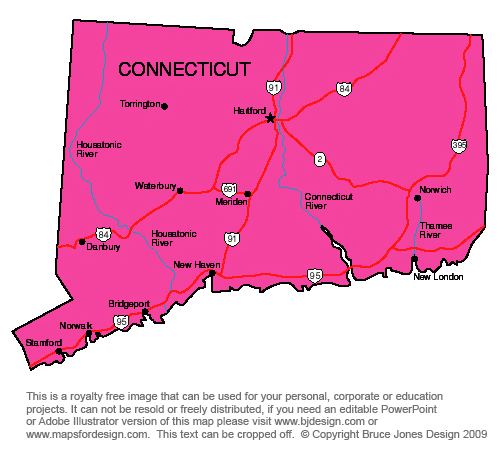 CONNECTICUT
91
84
Torrington
Hartford
Housatonic
River
2
395
Waterbury
691
Meriden
Connecticut
River
Norwich
84
Danbury
Housatonic
River
91
Thames
River
New Haven
95
New London
Bridgeport
95
Norwalk
Stamford
This is a royalty free image that can be used for your personal, corporate or education
projects. It can not be resold or freely distributed, if you need an editable PowerPoint
or Adobe Illustrator version of this map please visit www.bjdesign.com or
www.mapsfordesign.com.  This text can be cropped off.  © Copyright Bruce Jones Design 2009